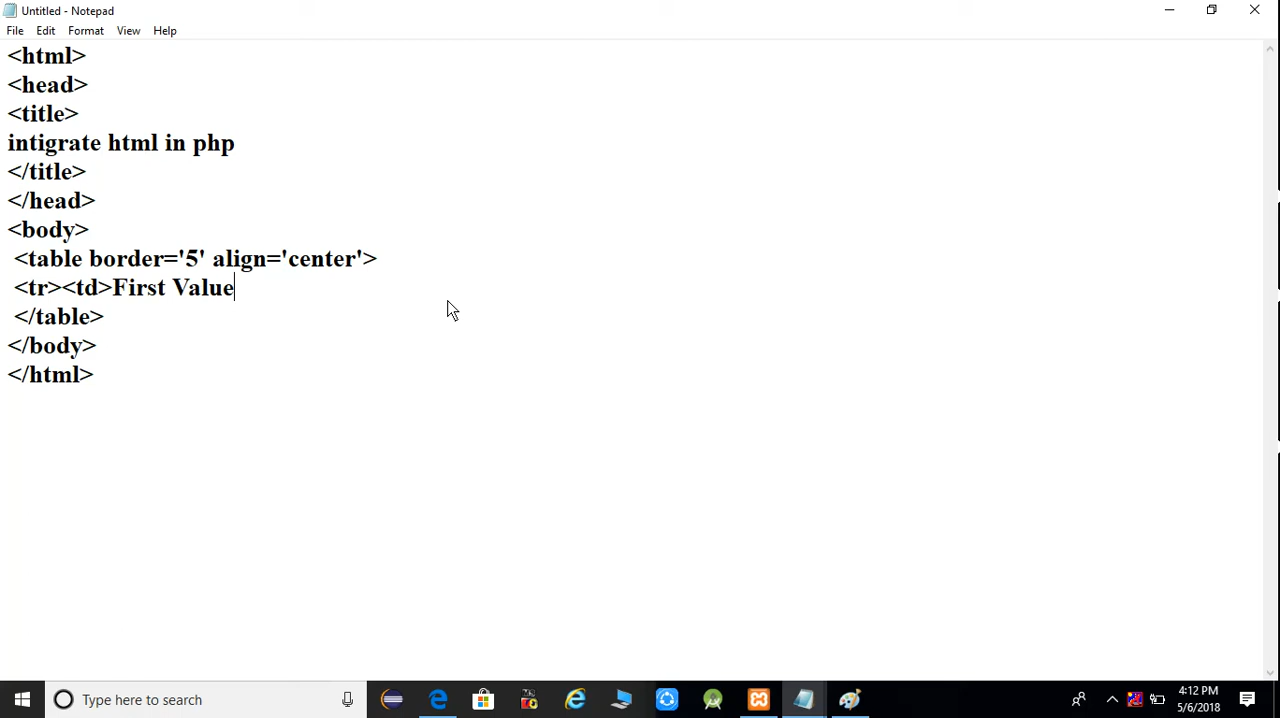 Untitled - Notepad
File Edit Format View Help
<html>
<head>
<title>
intigrate html in php
</title>
</head>
<body>
<table border='5' align='center'>
<tr><td>First Value
</table>
</body>
</html>
Type here to search
4:12 PM
5/6/2018